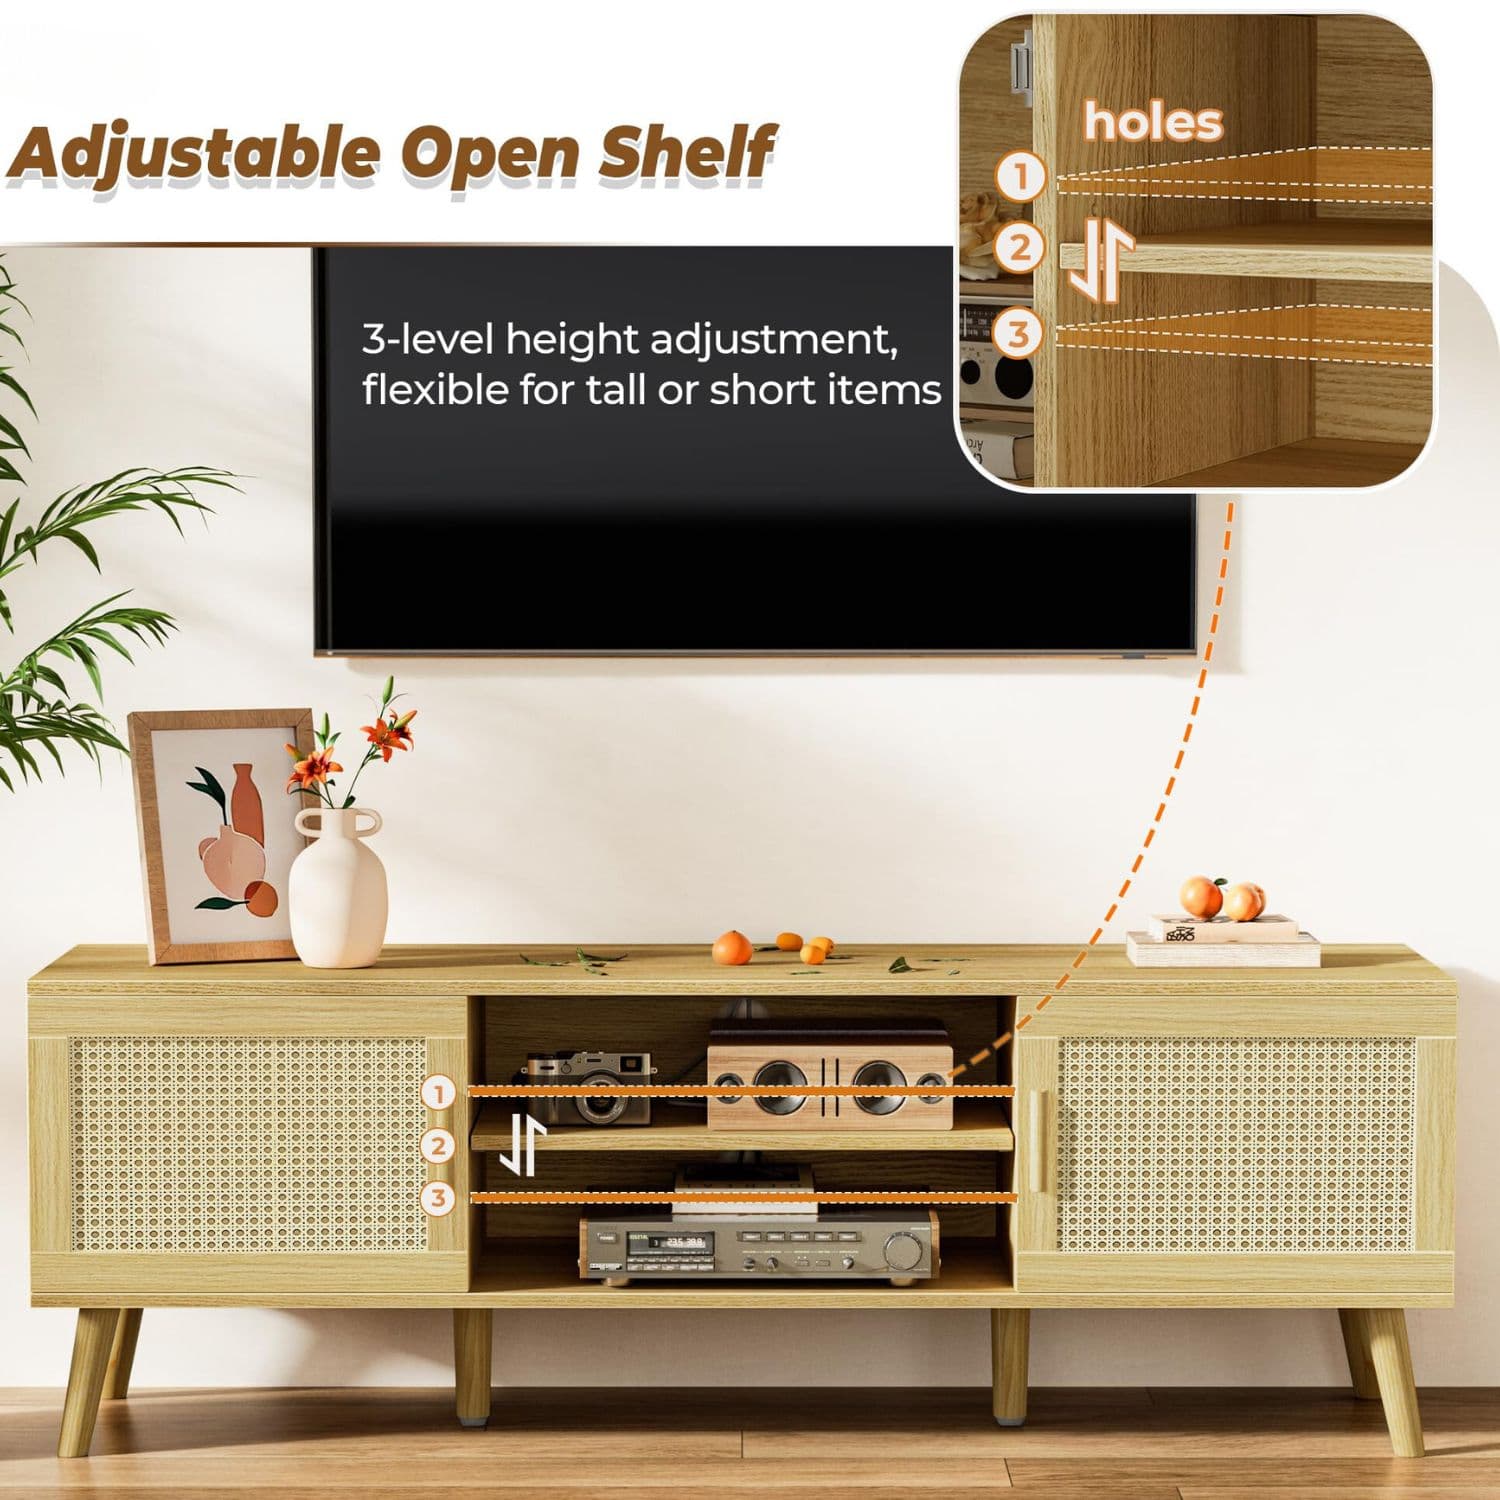 Adjustable Open Shelf
holes
1
2
3
3-level height adjustment,
flexible for tall or short items
1
2
3